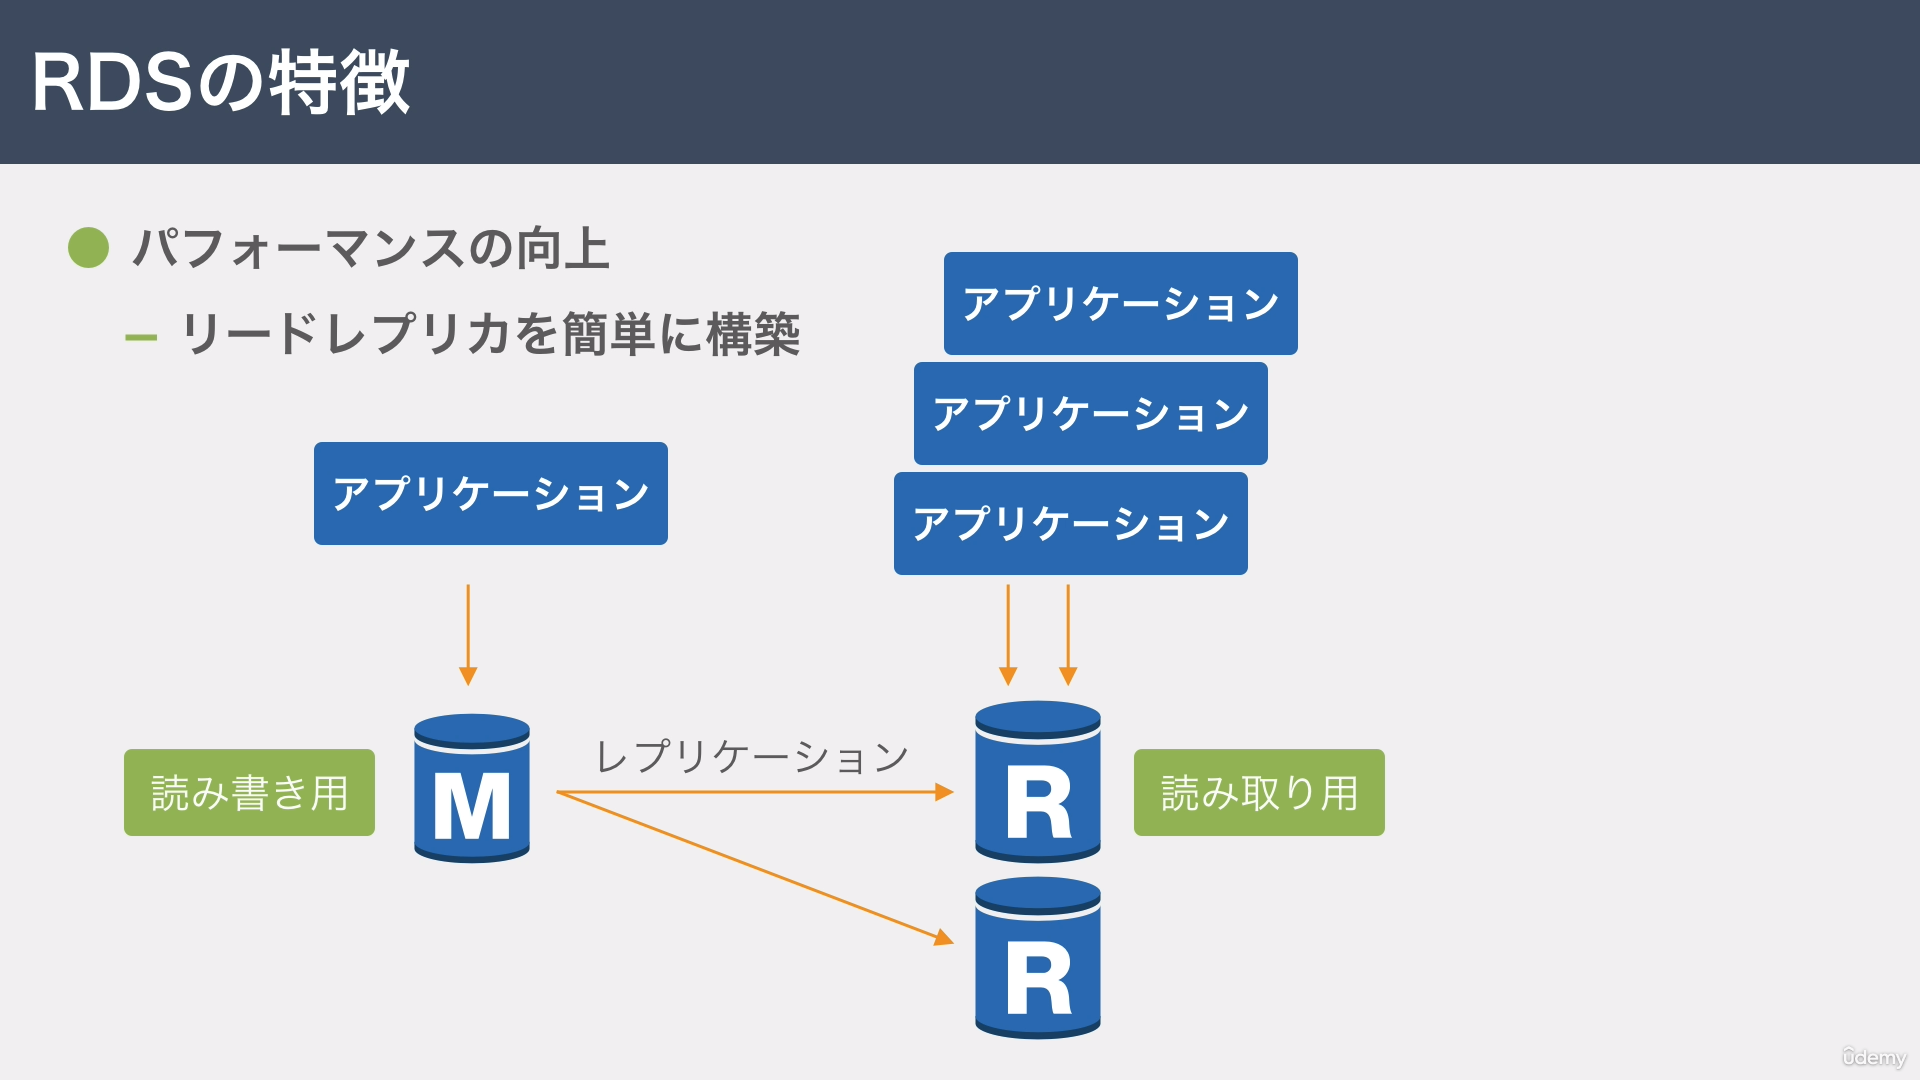 RDSの特徴
パフォーマンスの向上
– リードレプリカを簡単に構築
アプリケーション
アプリケーション
アプリケーション
アプリケーション
レプリケーション
読み書き用
M
R
読み取り用
R
ûdemy